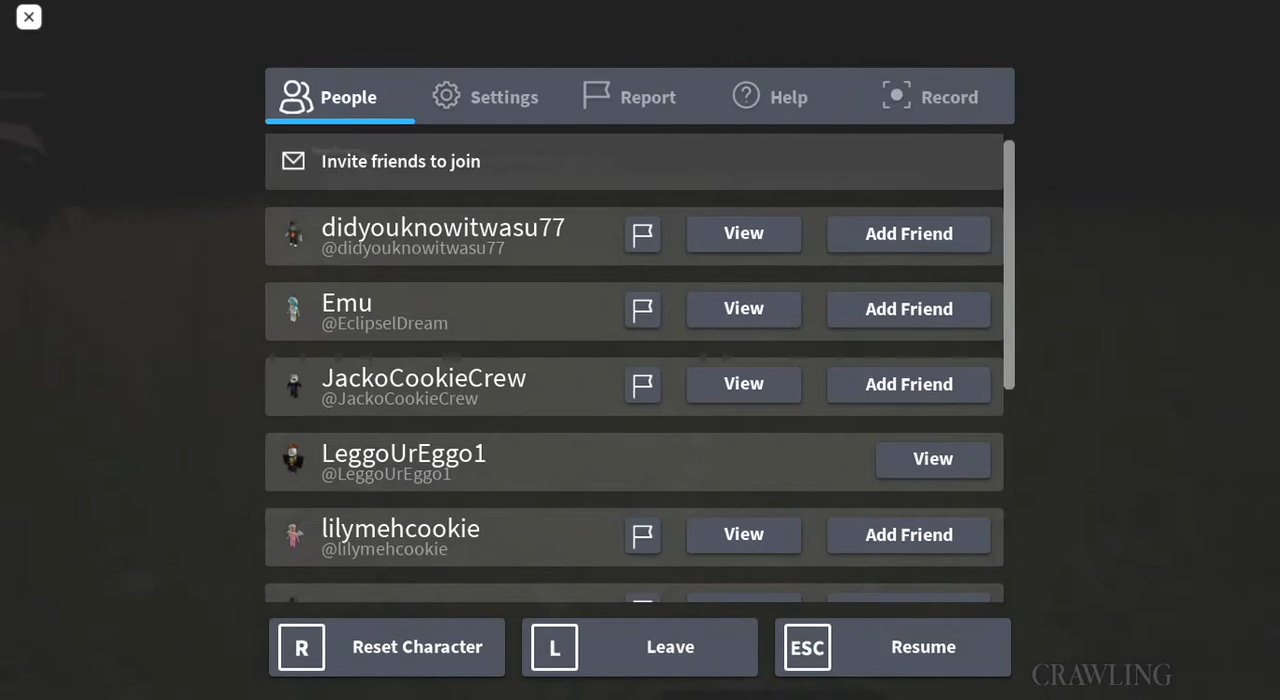 People
Settings
Report
Help
Record
Invite friends to join
didyouknowitwasu77
@didyouknowitwasu77
View
Add Friend
Emu
@EclipselDream
View
Add Friend
JackoCookieCrew
@JackoCookieCrew
View
Add Friend
LeggoUrEggo1
@LeggoUrEggo1
View
lilymehcookie
@lilymehcookie
View
Add Friend
R Reset Character
L Leave
ESC Resume
CRAWLING